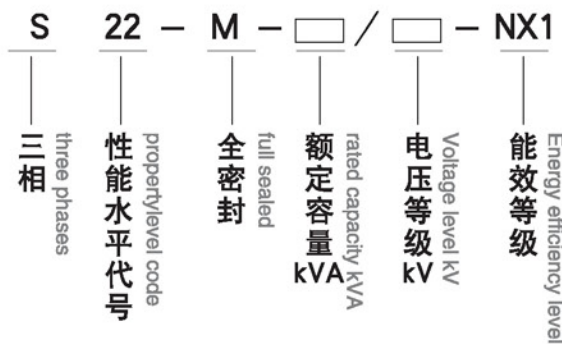 S 22 - M - / - NX1
三相
three phases
性能水平代号
propertylevel code
全密封
full sealed
额定容量kVA
rated capacity kVA
电压等级kV
Voltage level kV
能效等级
Energy efficiency level